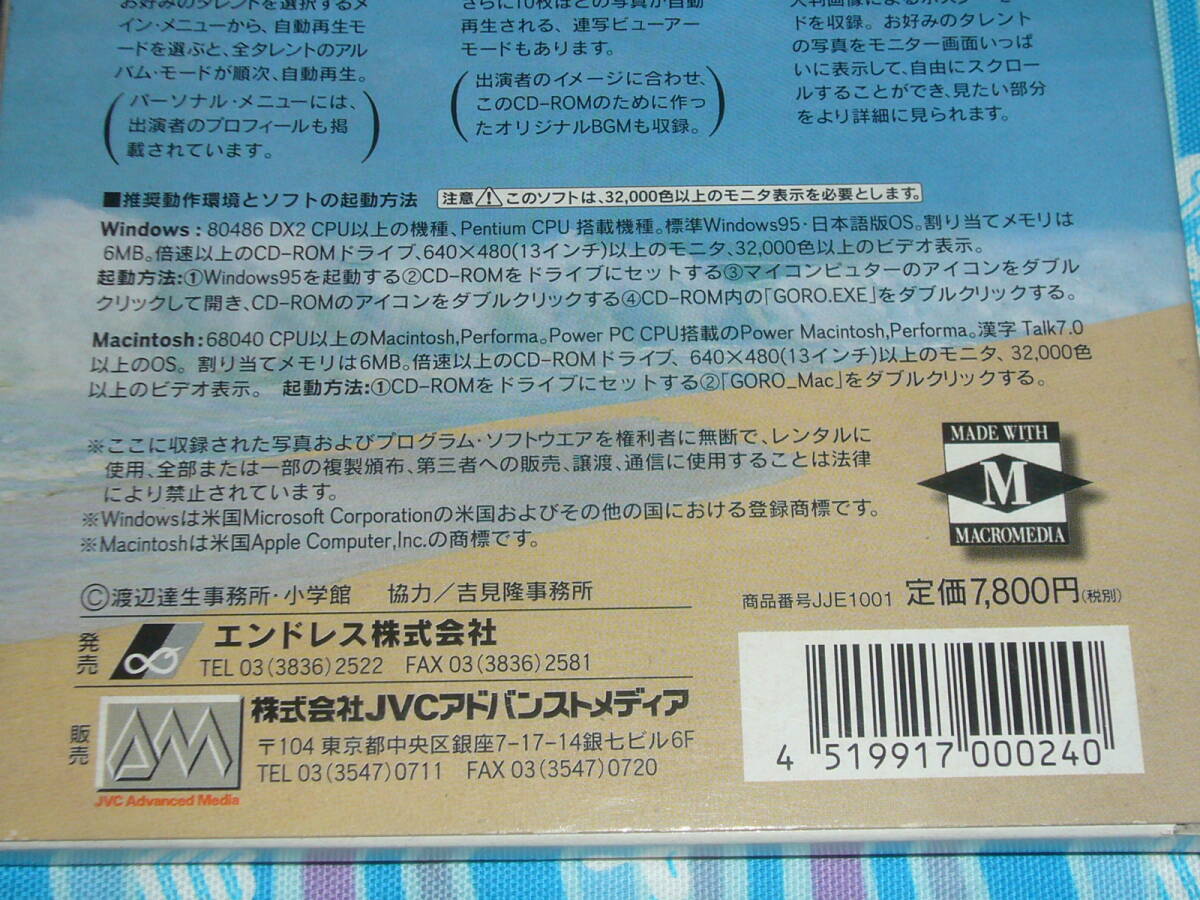 お好みのタレントを選択するメ
イン・メニューから、自動再生モ
ードを選ぶと、全タレントのアル
バム・モードが順次、自動再生。
パーソナル・メニューには、
出演者のプロフィールも掲
載されています。
さらに10枚ほどの写真が自動
再生される、連写ビューアー
モードもあります。
出演者のイメージに合わせ、
このCD-ROMのために作っ
たオリジナルBGMも収録。
大判画像によるポスターモー
ドを収録。お好みのタレント
の写真をモニター画面いっぱ
いに表示して、自由にスクロー
ルすることができ、見たい部分
をより詳細に見られます。
■推奨動作環境とソフトの起動方法 注意 ! このソフトは、32,000色以上のモニタ表示を必要とします。
Windows：80486 DX2 CPU以上の機種、Pentium CPU 搭載機種。標準Windows95・日本語版OS。割り当てメモリは
6MB。倍速以上のCD-ROMドライブ、640×480(13インチ)以上のモニタ、32,000色以上のビデオ表示。
起動方法:①Windows95を起動する②CD-ROMをドライブにセットする③マイコンピュターのアイコンをダブル
クリックして開き、CD-ROMのアイコンをダブルクリックする④CD-ROM内の「GORO.EXE」をダブルクリックする。
Macintosh:68040 CPU以上のMacintosh,Performa。Power PC CPU搭載のPower Macintosh,Performa。漢字 Talk7.0
以上のOS。割り当てメモリは6MB。倍速以上のCD-ROMドライブ、640×480(13インチ)以上のモニタ、32,000色
以上のビデオ表示。 起動方法:①CD-ROMをドライブにセットする②「GORO_Mac」をダブルクリックする。
※ここに収録された写真およびプログラム・ソフトウエアを権利者に無断で、レンタルに
使用、全部または一部の複製頒布、第三者への販売、譲渡、通信に使用することは法律
により禁止されています。
※Windowsは米国Microsoft Corporationの米国およびその他の国における登録商標です。
※Macintoshは米国Apple Computer,Inc.の商標です。
MADE WITH
M
MACROMEDIA
Ⓒ渡辺達生事務所・小学館 協力／吉見隆事務所
商品番号JJE1001 定価7,800円(税別)
発売
エンドレス株式会社
TEL 03(3836)2522 FAX 03(3836)2581
販売
AM
JVC Advanced Media
株式会社JVCアドバンストメディア
〒104 東京都中央区銀座7-17-14銀七ビル6F
TEL 03(3547)0711 FAX 03(3547)0720
4 519917 000240